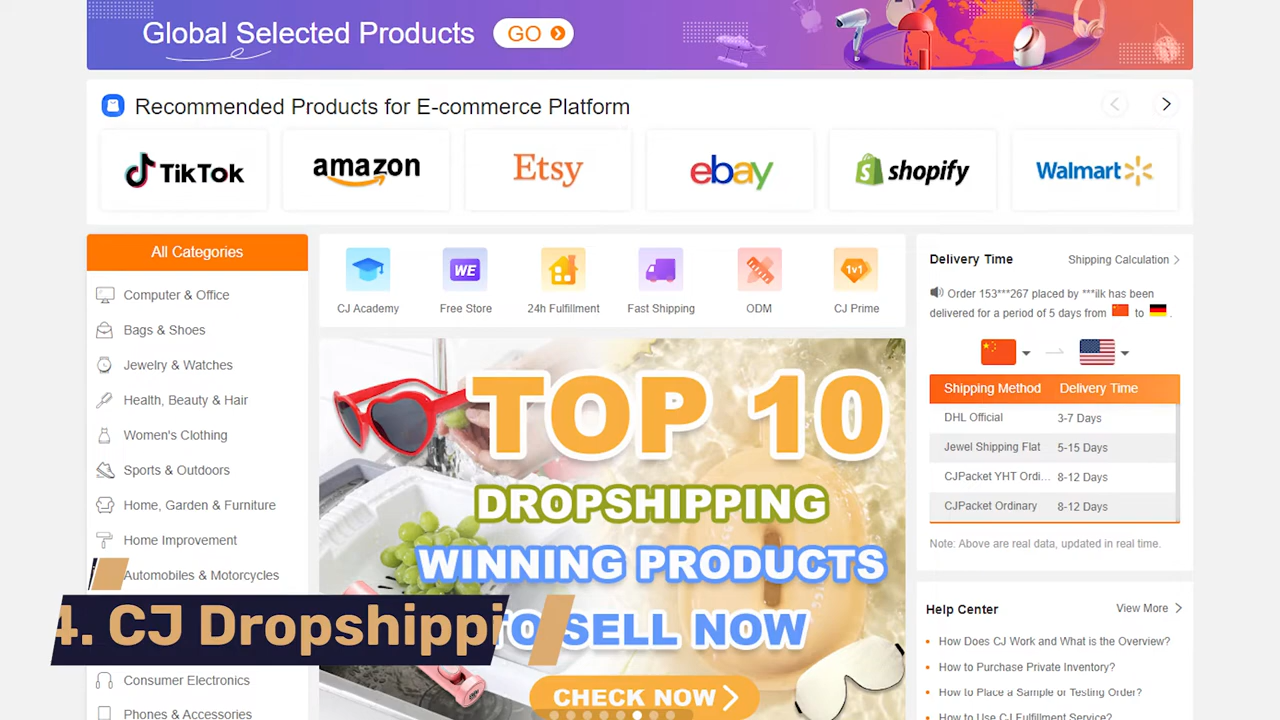 Global Selected Products GO
Recommended Products for E-commerce Platform
TikTok amazon Etsy ebay shopify Walmart
All Categories
Computer & Office
Bags & Shoes
Jewelry & Watches
Health, Beauty & Hair
Women's Clothing
Sports & Outdoors
Home, Garden & Furniture
Home Improvement
Automobiles & Motorcycles
4. CJ Dropshippi
Consumer Electronics
Phones & Accessories
WE 1v1
CJ Academy Free Store 24h Fulfillment Fast Shipping ODM CJ Prime
TOP 10
DROPSHIPPING
WINNING PRODUCTS
TO SELL NOW
CHECK NOW
Delivery Time Shipping Calculation
Order 153***267 placed by ***ilk has been
delivered for a period of 5 days from to .
Shipping Method Delivery Time
DHL Official 3-7 Days
Jewel Shipping Flat 5-15 Days
CJPacket YHT Ordi... 8-12 Days
CJPacket Ordinary 8-12 Days
Note: Above are real data, updated in real time.
Help Center View More
How Does CJ Work and What is the Overview?
How to Purchase Private Inventory?
How to Place a Sample or Testing Order?
How to Use CJ Fulfillment Service?